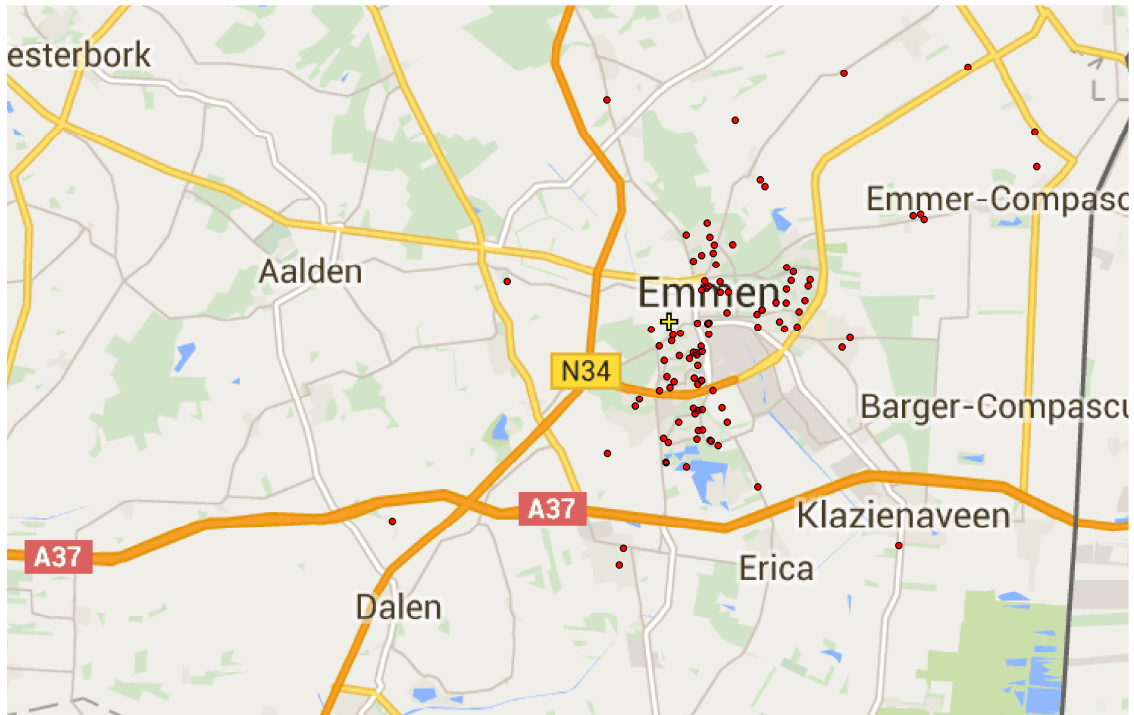 esterbork
L
Emmer-Compasc
Aalden
Emmen
N34
Barger-Compascu
A37
Klazienaveen
A37
Erica
Dalen